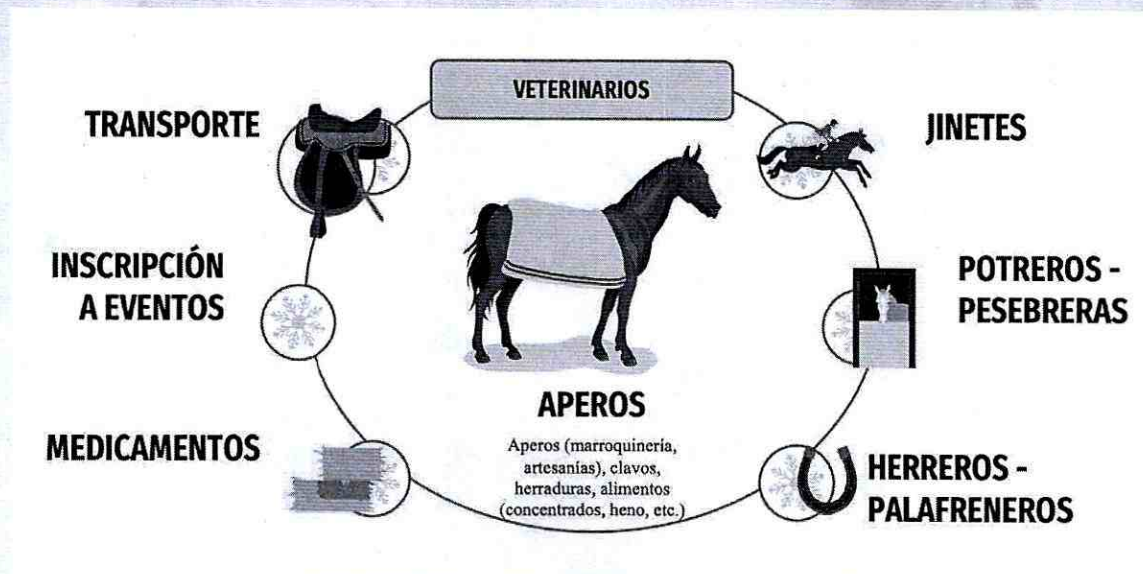 VETERINARIOS
TRANSPORTE
JINETES
INSCRIPCIÓN
A EVENTOS
POTREROS -
PESEBRERAS
APEROS
Aperos (marroquinería,
artesanías), clavos,
herraduras, alimentos
(concentrados, heno, etc.)
MEDICAMENTOS
HERREROS -
PALAFRENEROS